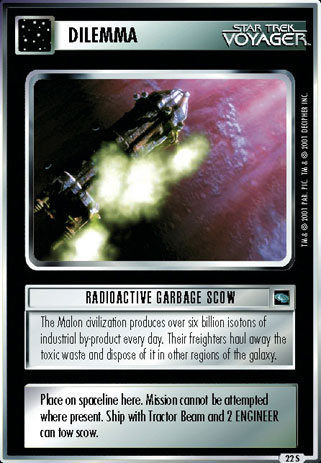 DILEMMA
STAR TREK
VOYAGER™
TM & © 2001 PAR. PIC. TM & © 2001 DECIPHER INC.
RADIOACTIVE GARBAGE SCOW
The Malon civilization produces over six billion isotons of
industrial by-product every day. Their freighters haul away the
toxic waste and dispose of it in other regions of the galaxy.
Place on spaceline here. Mission cannot be attempted
where present. Ship with Tractor Beam and 2 ENGINEER
can tow scow.
22 S